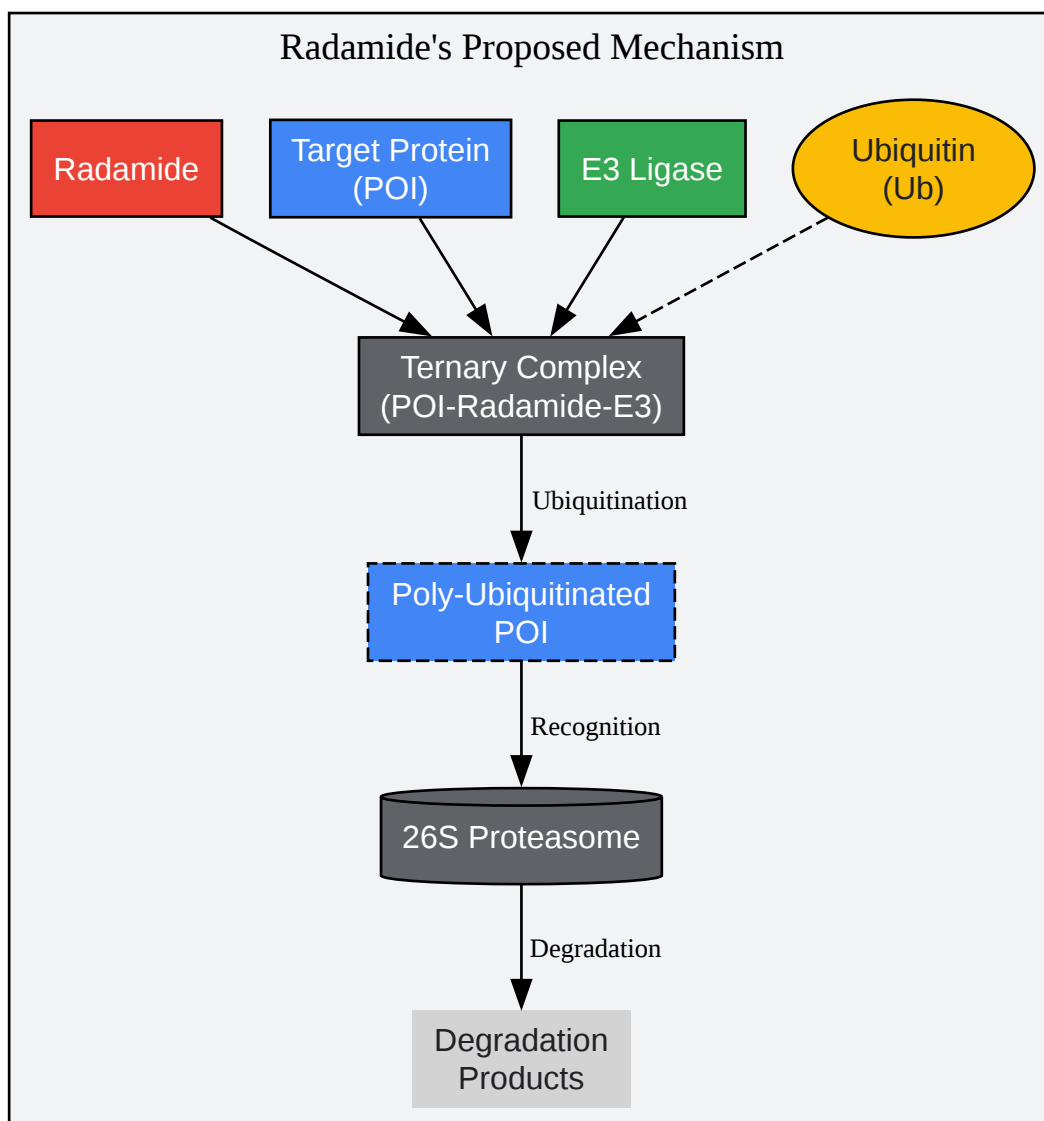 Radamide's Proposed Mechanism
Radamide
Target Protein
(POI)
E3 Ligase
Ubiquitin
(Ub)
Ternary Complex
(POI-Radamide-E3)
Ubiquitination
Poly-Ubiquitinated
POI
Recognition
26S Proteasome
Degradation
Degradation
Products